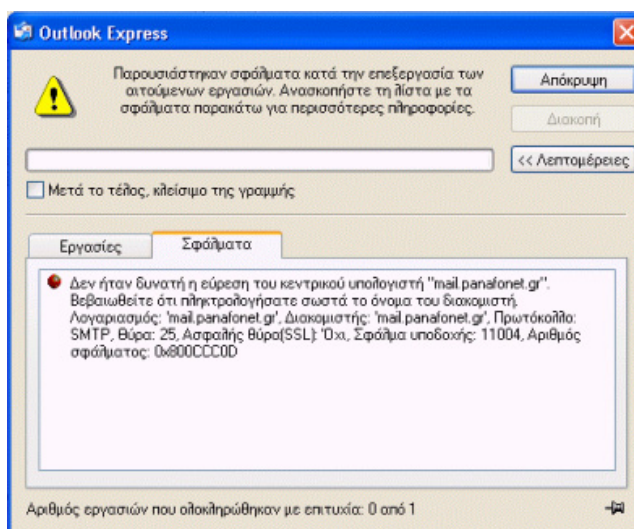 Outlook Express
Παρουσιάστηκαν σφάλματα κατά την επεξεργασία των
αιτούμενων εργασιών. Ανασκοπήστε τη λίστα με τα
σφάλματα παρακάτω για περισσότερες πληροφορίες.
Απόκρυψη
Διακοπή
<< Λεπτομέρειες
Μετά το τέλος, κλείσιμο της γραμμής
Εργασίες
Σφάλματα
Δεν ήταν δυνατή η εύρεση του κεντρικού υπολογιστή "mail.panafonet.gr".
Βεβαιωθείτε ότι πληκτρολογήσατε σωστά το όνομα του διακομιστή.
Λογαριασμός: 'mail.panafonet.gr', Διακομιστής: 'mail.panafonet.gr', Πρωτόκολλο:
SMTP, Θύρα: 25, Ασφαλής θύρα(SSL): 'Όχι, Σφάλμα υποδοχής: 11004, Αριθμός
σφάλματος: 0x800CCC0D
Αριθμός εργασιών που ολοκληρώθηκαν με επιτυχία: 0 από 1